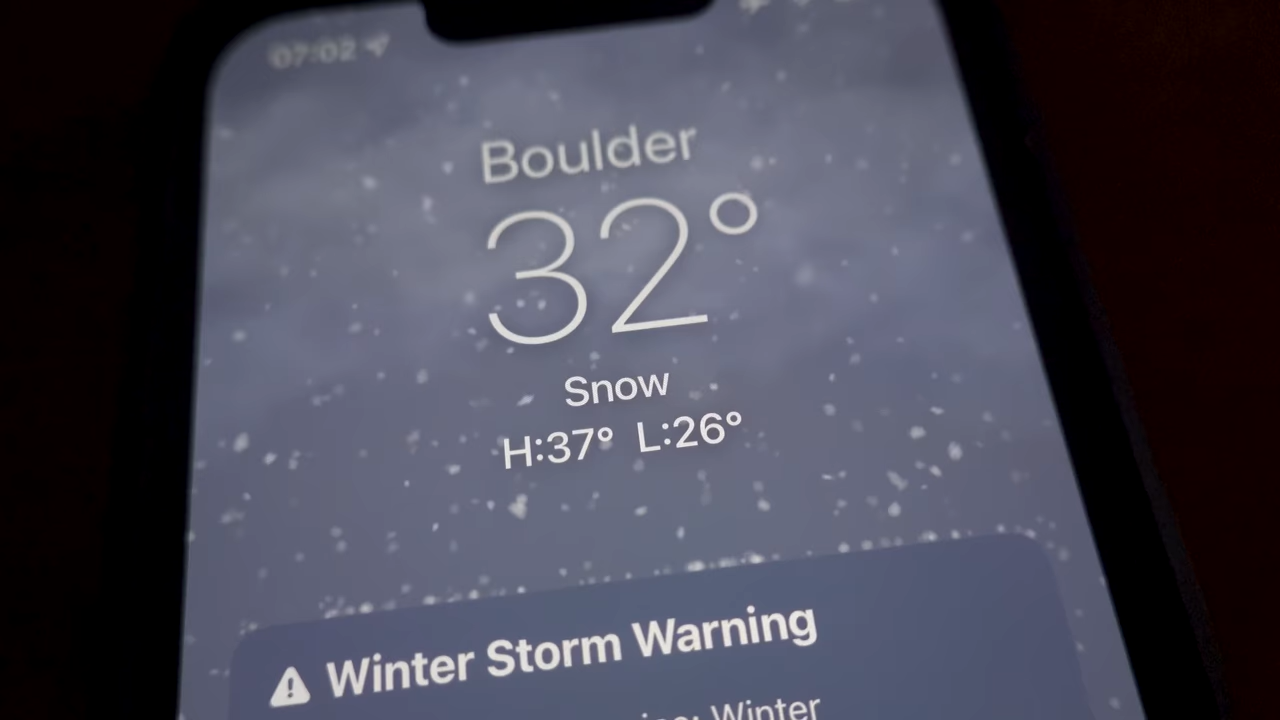 07:02
Boulder
32°
Snow
H:37° L:26°
Winter Storm Warning
Winter